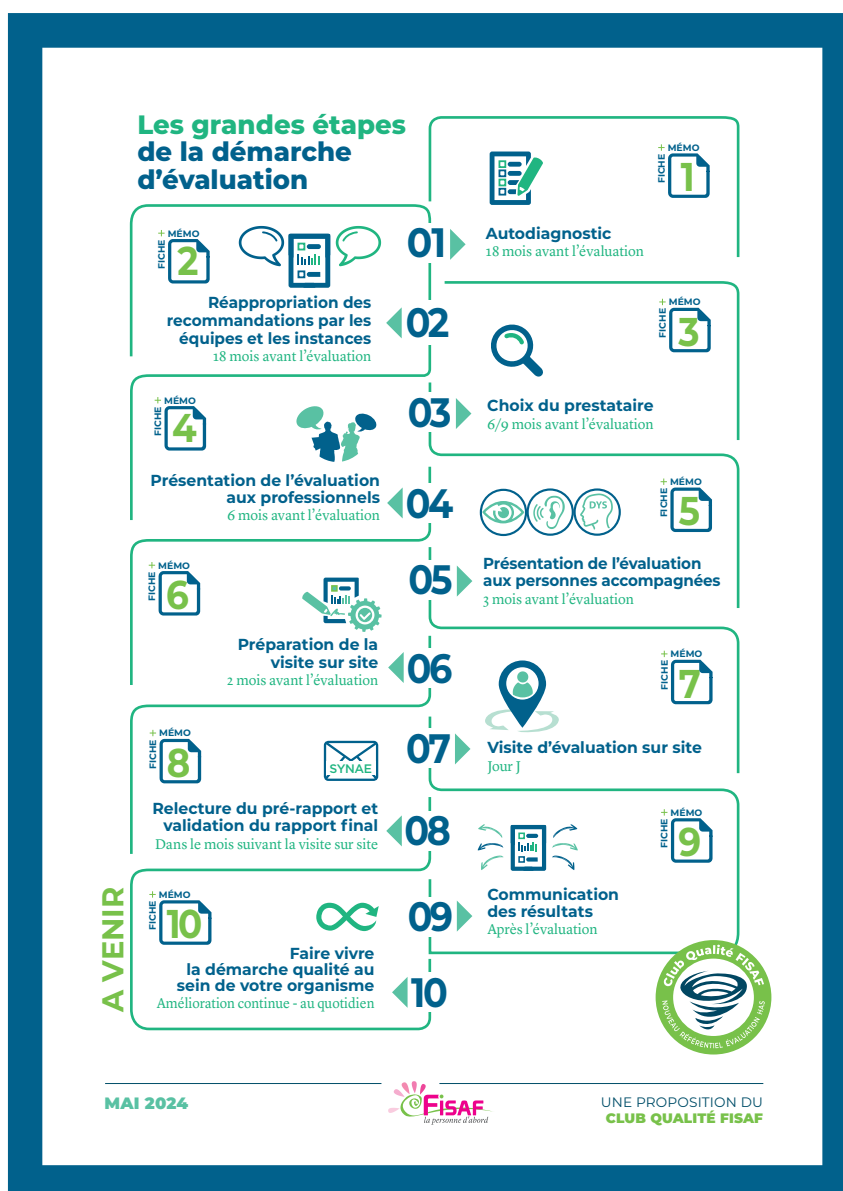 Les grandes étapes
de la démarche
d’évaluation
FICHE + MÉMO
1
01
Autodiagnostic
18 mois avant l’évaluation
FICHE + MÉMO
2
02
Réappropriation des
recommandations par les
équipes et les instances
18 mois avant l’évaluation
FICHE + MÉMO
3
03
Choix du prestataire
6/9 mois avant l’évaluation
FICHE + MÉMO
4
04
Présentation de l’évaluation
aux professionnels
6 mois avant l’évaluation
FICHE + MÉMO
5
DYS
05
Présentation de l’évaluation
aux personnes accompagnées
3 mois avant l’évaluation
FICHE + MÉMO
6
06
Préparation de la
visite sur site
2 mois avant l’évaluation
FICHE + MÉMO
7
07
Visite d’évaluation sur site
Jour J
FICHE + MÉMO
8
SYNAE
08
Relecture du pré-rapport et
validation du rapport final
Dans le mois suivant la visite sur site
FICHE + MÉMO
9
09
Communication
des résultats
Après l’évaluation
A VENIR
FICHE + MÉMO
10
10
Faire vivre
la démarche qualité au
sein de votre organisme
Amélioration continue - au quotidien
Club Qualité FISAF
NOUVEAU RÉFÉRENTIEL ÉVALUATION HAS
MAI 2024
FiSAF
la personne d’abord
UNE PROPOSITION DU
CLUB QUALITÉ FISAF